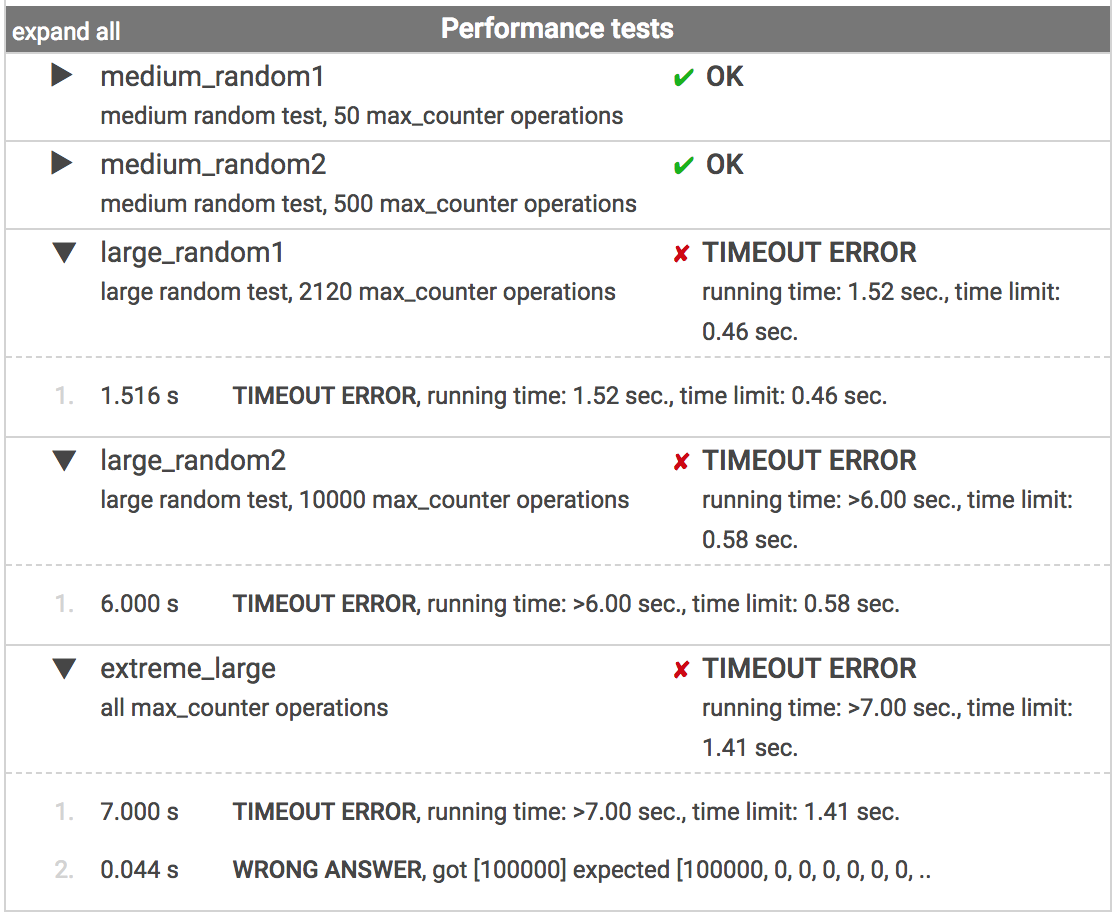 expand all Performance tests
▶ medium_random1 ✔ OK
medium random test, 50 max_counter operations
▶ medium_random2 ✔ OK
medium random test, 500 max_counter operations
▼ large_random1 ✘ TIMEOUT ERROR
large random test, 2120 max_counter operations running time: 1.52 sec., time limit:
0.46 sec.
1. 1.516 s TIMEOUT ERROR, running time: 1.52 sec., time limit: 0.46 sec.
▼ large_random2 ✘ TIMEOUT ERROR
large random test, 10000 max_counter operations running time: >6.00 sec., time limit:
0.58 sec.
1. 6.000 s TIMEOUT ERROR, running time: >6.00 sec., time limit: 0.58 sec.
▼ extreme_large ✘ TIMEOUT ERROR
all max_counter operations running time: >7.00 sec., time limit:
1.41 sec.
1. 7.000 s TIMEOUT ERROR, running time: >7.00 sec., time limit: 1.41 sec.
2. 0.044 s WRONG ANSWER, got [100000] expected [100000, 0, 0, 0, 0, 0, 0, ..